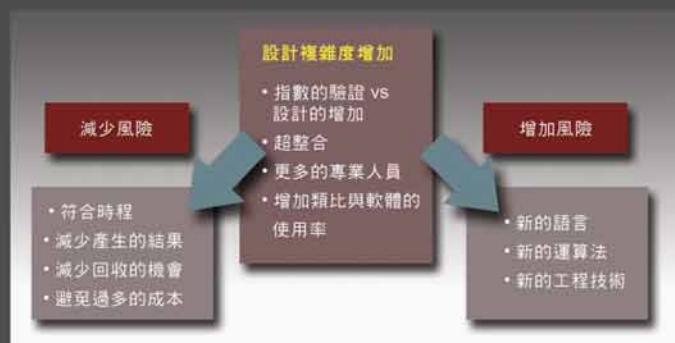 設計複雜度增加
• 指數的驗證 vs
設計的增加
• 超整合
• 更多的專業人員
• 增加類比與軟體的
使用率
減少風險
• 符合時程
• 減少產生的結果
• 減少回收的機會
• 避免過多的成本
增加風險
• 新的語言
• 新的運算法
• 新的工程技術